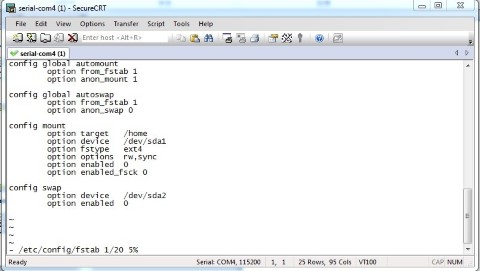 serial-com4 (1) - SecureCRT
File Edit View Options Transfer Script Tools Help
Enter host <Alt+R>
serial-com4 (1)
config global automount
option from_fstab 1
option anon_mount 1
config global autoswap
option from_fstab 1
option anon_swap 0
config mount
option target /home
option device /dev/sda1
option fstype ext4
option options rw,sync
option enabled 0
option enabled_fsck 0
config swap
option device /dev/sda2
option enabled 0
~
~
~
~
- /etc/config/fstab 1/20 5%
Ready Serial: COM4, 115200 1, 1 25 Rows, 95 Cols VT100 CAP NUM